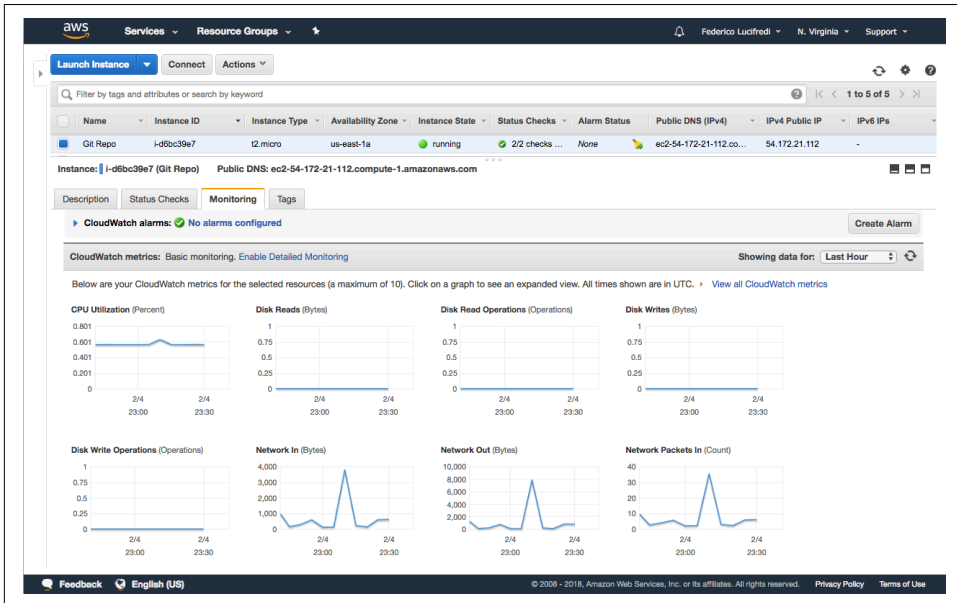 aws Services Resource Groups Federico Lucifredi N. Virginia Support
Launch Instance Connect Actions
Filter by tags and attributes or search by keyword 1 to 5 of 5
Name Instance ID Instance Type Availability Zone Instance State Status Checks Alarm Status Public DNS (IPv4) IPv4 Public IP IPv6 IPs
Git Repo i-d6bc39e7 t2.micro us-east-1a running 2/2 checks ... None ec2-54-172-21-112.co... 54.172.21.112 -
Instance: i-d6bc39e7 (Git Repo) Public DNS: ec2-54-172-21-112.compute-1.amazonaws.com
Description Status Checks Monitoring Tags
CloudWatch alarms: No alarms configured Create Alarm
CloudWatch metrics: Basic monitoring. Enable Detailed Monitoring Showing data for: Last Hour
Below are your CloudWatch metrics for the selected resources (a maximum of 10). Click on a graph to see an expanded view. All times shown are in UTC. › View all CloudWatch metrics
CPU Utilization (Percent) Disk Reads (Bytes) Disk Read Operations (Operations) Disk Writes (Bytes)
0.801 1 1 1
0.601 0.75 0.75 0.75
0.401 0.5 0.5 0.5
0.201 0.25 0.25 0.25
0 0 0 0
2/4 2/4 2/4 2/4 2/4 2/4 2/4 2/4
23:00 23:30 23:00 23:30 23:00 23:30 23:00 23:30
Disk Write Operations (Operations) Network In (Bytes) Network Out (Bytes) Network Packets In (Count)
1 4,000 10,000 40
0.75 3,000 8,000 30
0.5 2,000 6,000 20
0.25 1,000 4,000 10
0 0 2,000 0
0
2/4 2/4 2/4 2/4 2/4 2/4 2/4 2/4
23:00 23:30 23:00 23:30 23:00 23:30 23:00 23:30
Feedback English (US) © 2008 - 2018, Amazon Web Services, Inc. or its affiliates. All rights reserved. Privacy Policy Terms of Use